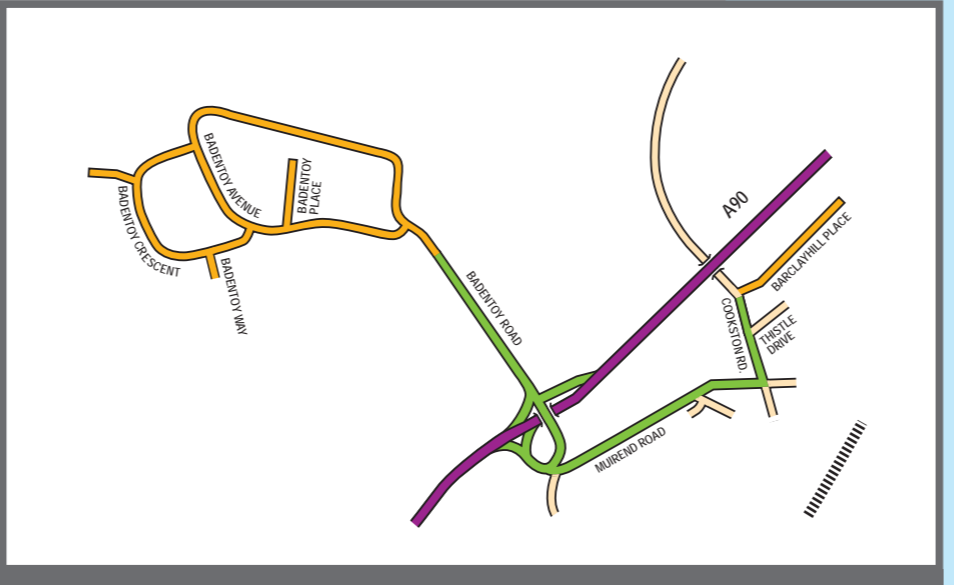 BADENTOY AVENUE
BADENTOY
PLACE
BADENTOY CRESCENT
BADENTOY WAY
BADENTOY ROAD
A90
BARCLAYHILL PLACE
COOKSTON RD.
THISTLE
DRIVE
MUIREND ROAD